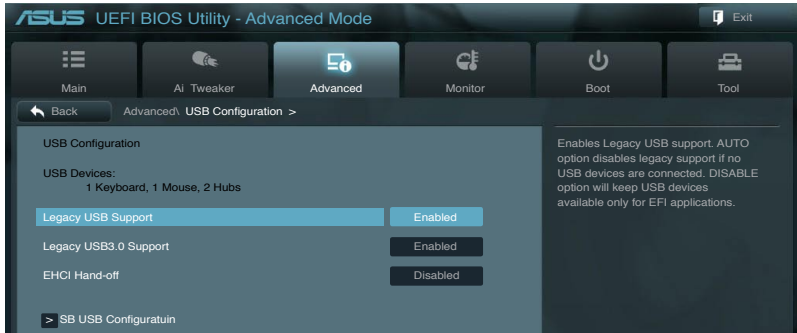 ASUS UEFI BIOS Utility - Advanced Mode
Exit
Main
Ai Tweaker
Advanced
Monitor
Boot
Tool
Back
Advanced\ USB Configuration >
USB Configuration
USB Devices:
1 Keyboard, 1 Mouse, 2 Hubs
Legacy USB Support Enabled
Legacy USB3.0 Support Enabled
EHCI Hand-off Disabled
> SB USB Configuratuin
Enables Legacy USB support. AUTO
option disables legacy support if no
USB devices are connected. DISABLE
option will keep USB devices
available only for EFI applications.